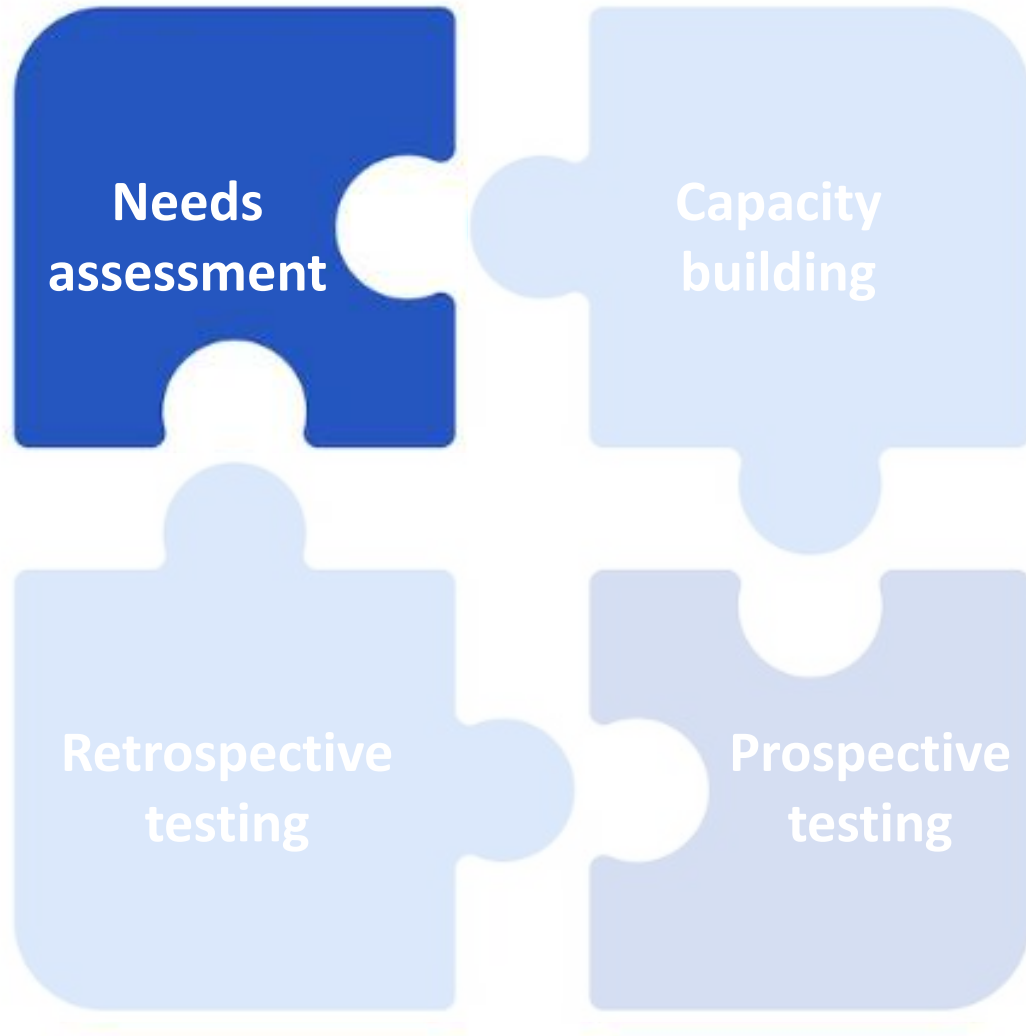 Needs
assessment
Capacity
building
Retrospective
testing
Prospective
testing